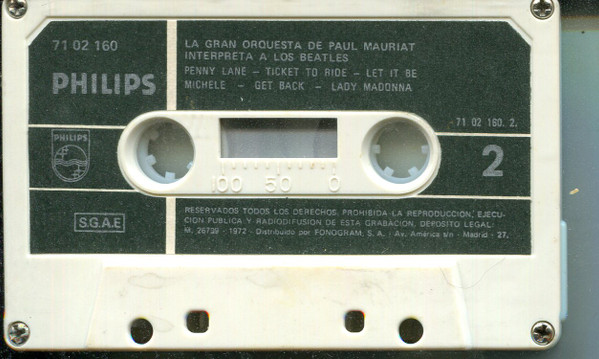 71 02 160
PHILIPS
LA GRAN ORQUESTA DE PAUL MAURIAT
INTERPRETA A LOS BEATLES
PENNY LANE — TICKET TO RIDE — LET IT BE
MICHELE — GET BACK — LADY MADONNA
71 02 160. 2.
PHILIPS
2
100 50 0
S.G.A.E
RESERVADOS TODOS LOS DERECHOS. PROHIBIDA LA REPRODUCCION, EJECU-
CION PUBLICA Y RADIODIFUSION DE ESTA GRABACION. DEPOSITO LEGAL:
M. 26739 - 1972 - Distribuido por FONOGRAM, S. A. - Av. América s/n - Madrid - 27.